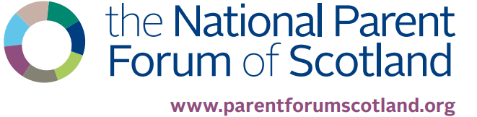 the National Parent
Forum of Scotland
www.parentforumscotland.org